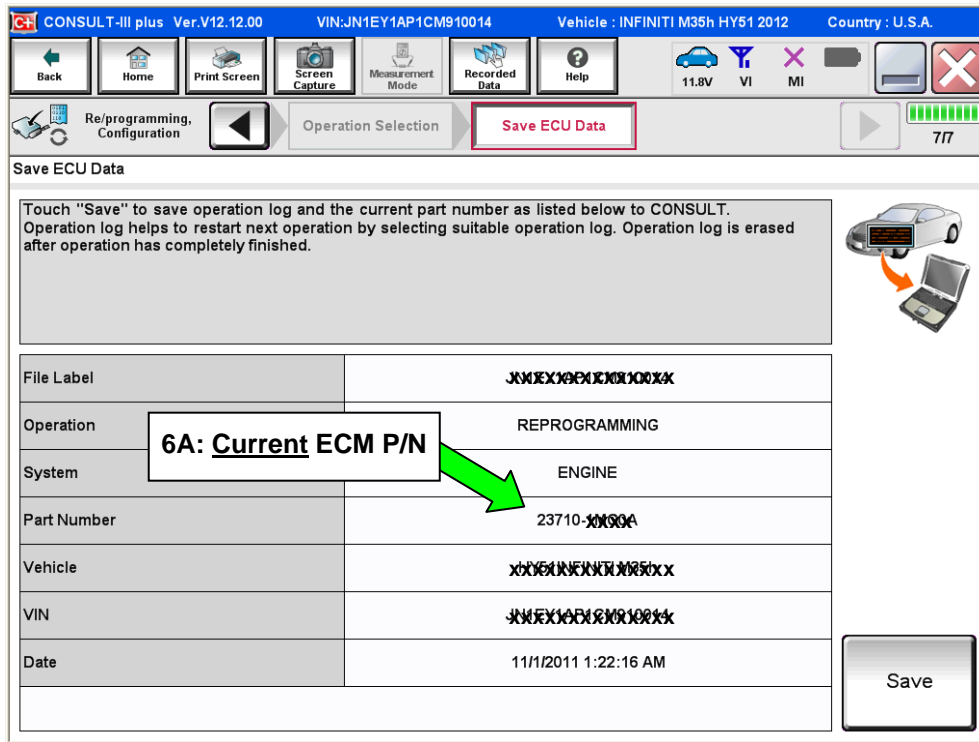 C+ CONSULT-III plus Ver.V12.12.00 VIN:JN1EY1AP1CM910014 Vehicle : INFINITI M35h HY51 2012 Country : U.S.A.
Back Home Print Screen Screen Capture Measurement Mode Recorded Data Help 11.8V VI MI
Re/programming, Configuration Operation Selection Save ECU Data 7/7
Save ECU Data
Touch "Save" to save operation log and the current part number as listed below to CONSULT.
Operation log helps to restart next operation by selecting suitable operation log. Operation log is erased
after operation has completely finished.
File Label
Operation REPROGRAMMING
6A: Current ECM P/N
System ENGINE
Part Number 23710-
Vehicle
VIN
Date 11/1/2011 1:22:16 AM
Save